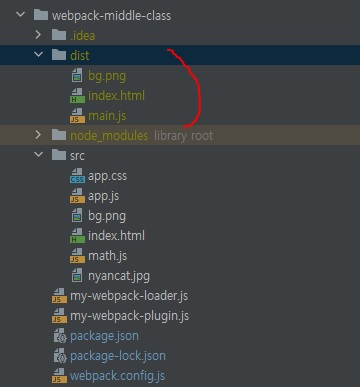 webpack-middle-class
.idea
dist
bg.png
index.html
main.js
node_modules library root
src
app.css
app.js
bg.png
index.html
math.js
nyancat.jpg
my-webpack-loader.js
my-webpack-plugin.js
package.json
package-lock.json
webpack.config.js